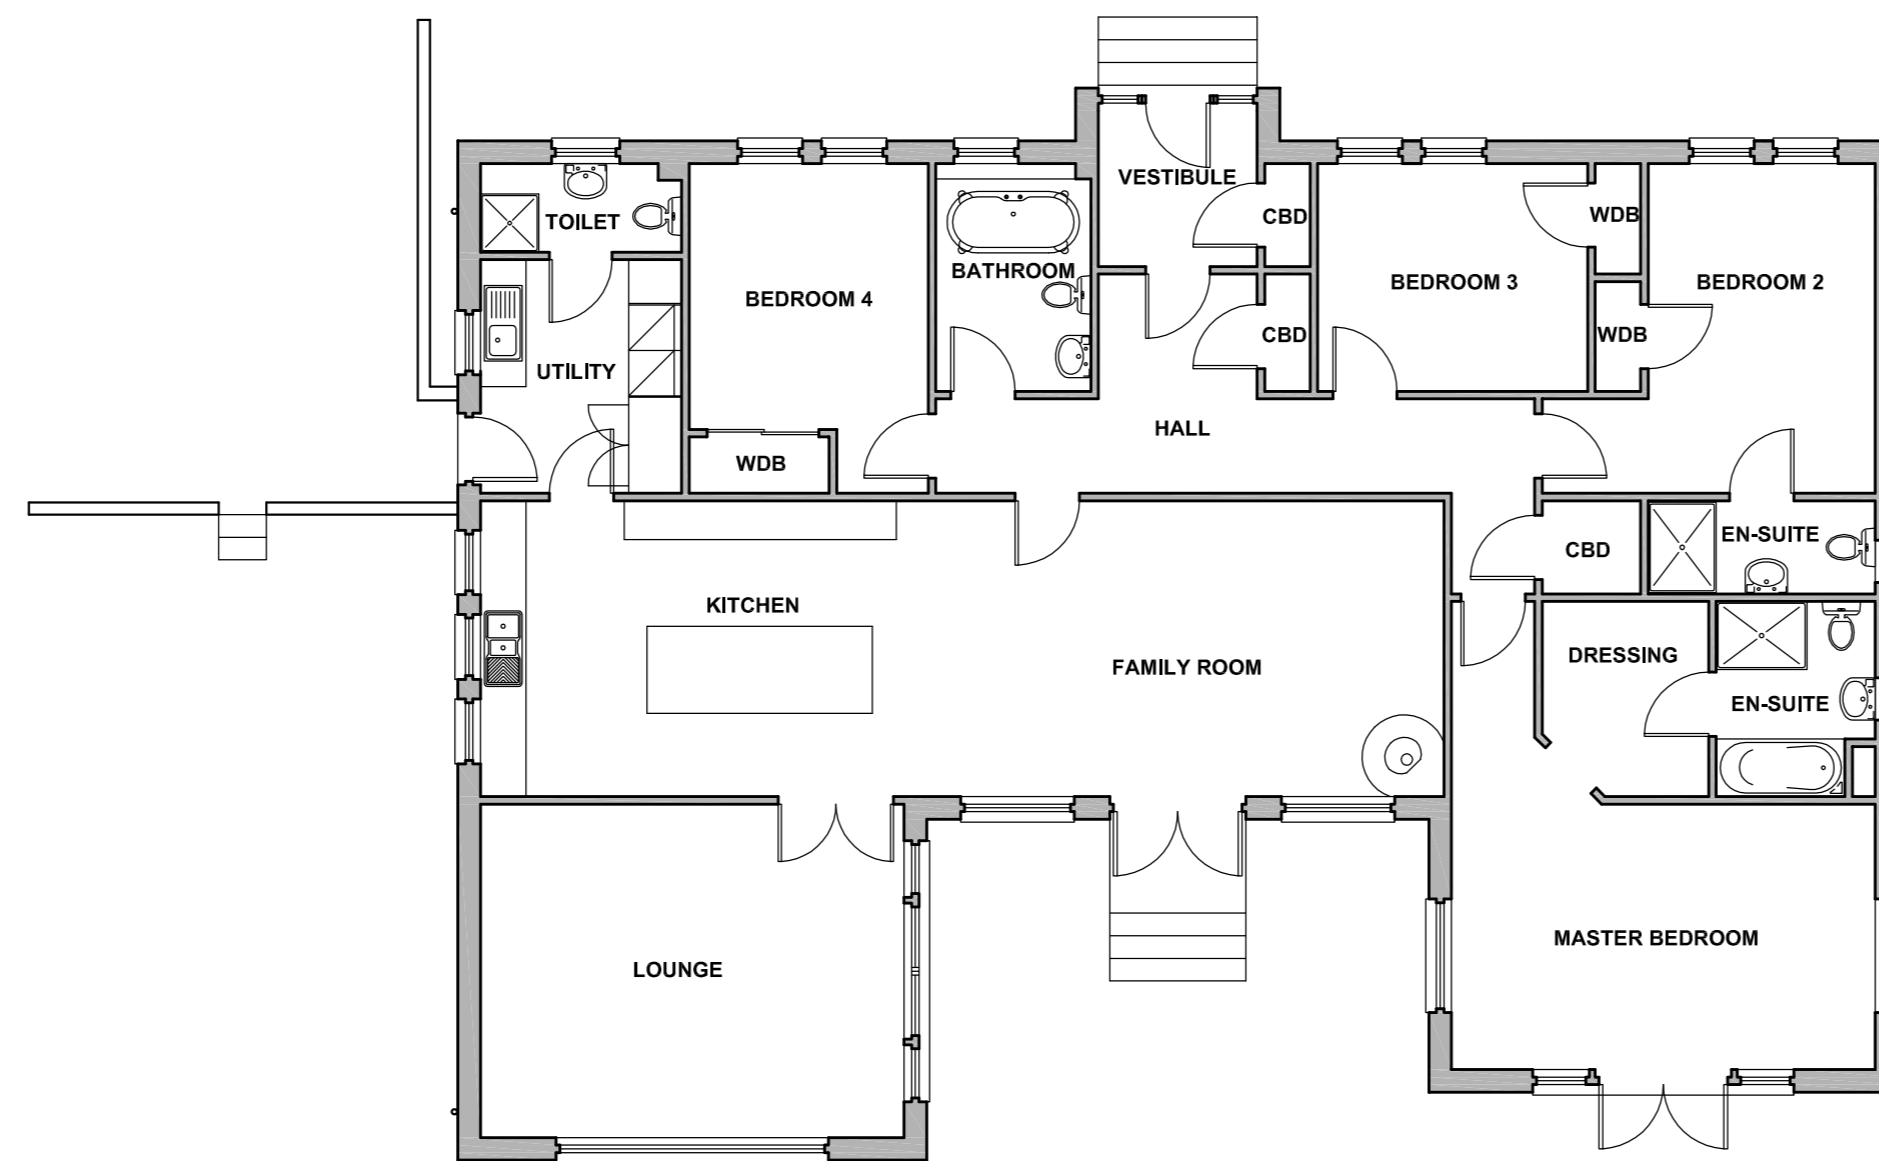 VESTIBULE
CBD
WDB
TOILET
BATHROOM
BEDROOM 4
BEDROOM 3
BEDROOM 2
CBD
WDB
UTILITY
HALL
WDB
EN-SUITE
CBD
KITCHEN
DRESSING
FAMILY ROOM
EN-SUITE
MASTER BEDROOM
LOUNGE